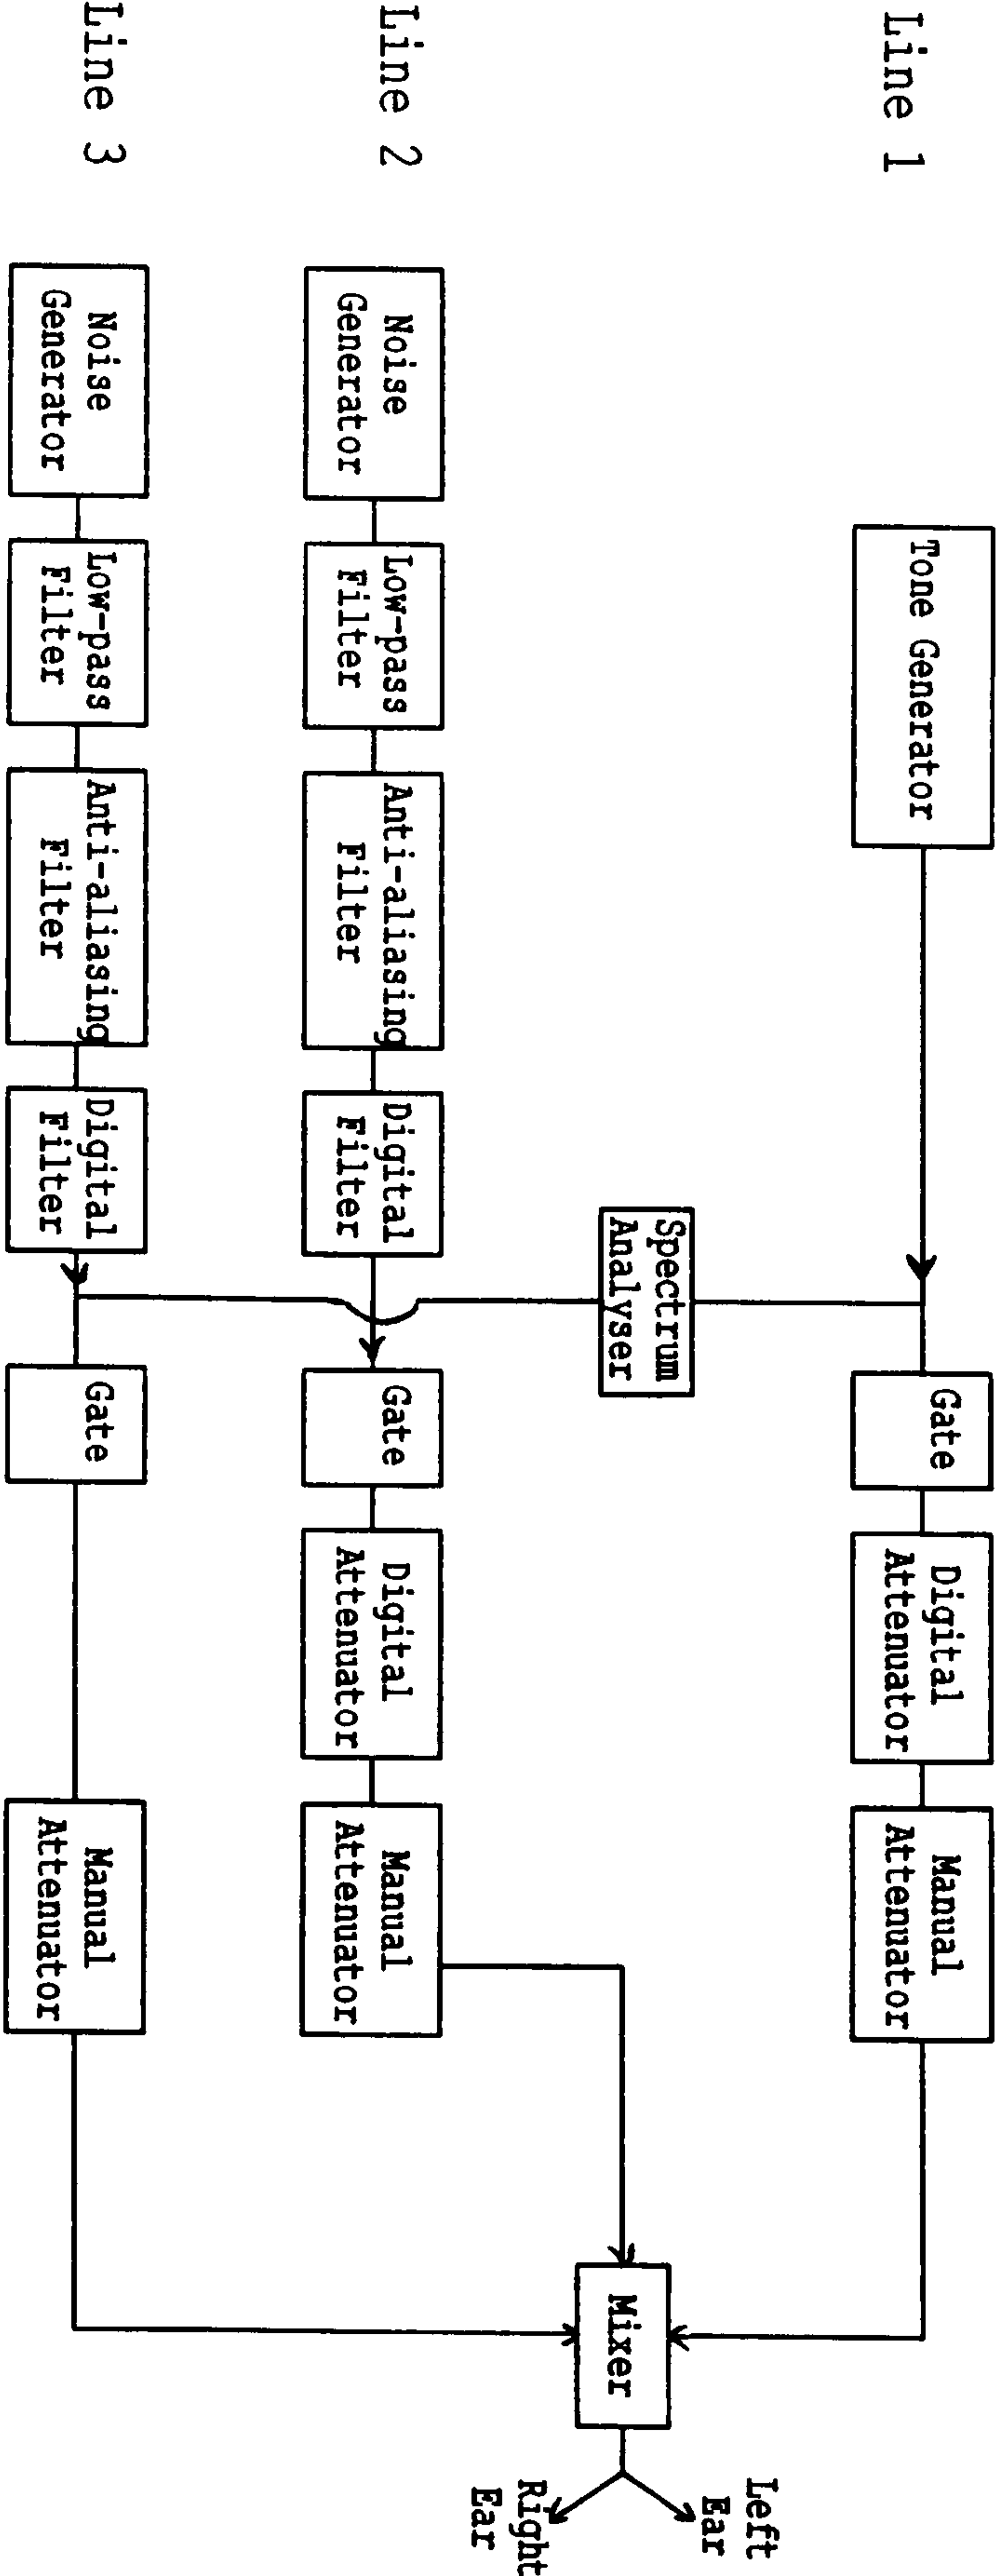 Line 1
Tone Generator
Gate
Digital
Attenuator
Manual
Attenuator
Spectrum
Analyser
Line 2
Noise
Generator
Low-pass
Filter
Anti-aliasing
Filter
Digital
Filter
Gate
Digital
Attenuator
Manual
Attenuator
Mixer
Left
Ear
Right
Ear
Line 3
Noise
Generator
Low-pass
Filter
Anti-aliasing
Filter
Digital
Filter
Gate
Manual
Attenuator